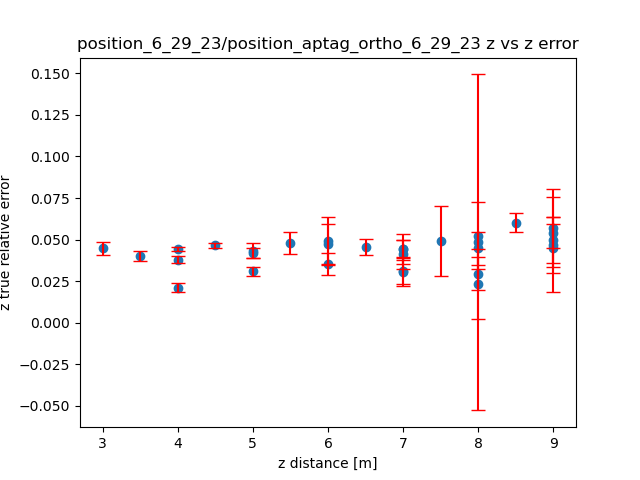 position_6_29_23/position_aptag_ortho_6_29_23 z vs z error
0.150
0.125
0.100
0.075
0.050
0.025
0.000
−0.025
−0.050
z true relative error
3 4 5 6 7 8 9
z distance [m]